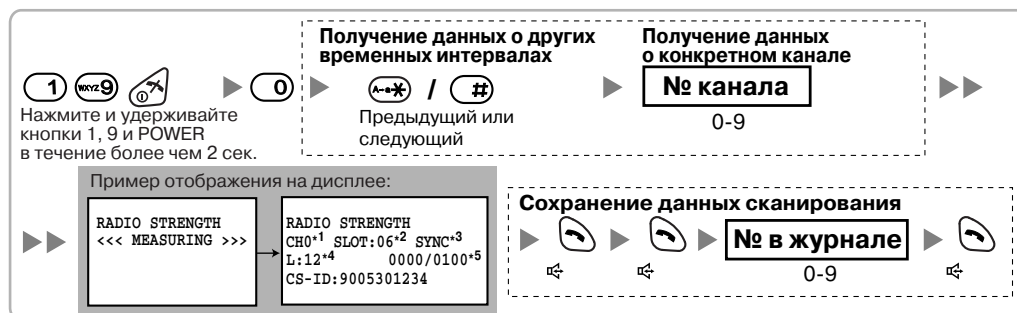 Получение данных о других
временных интервалах
Получение данных
о конкретном канале
1 WXYZ9 0
A-a* / #
№ канала
Нажмите и удерживайте
кнопки 1, 9 и POWER
в течение более чем 2 сек.
Предыдущий или
следующий
0-9
Пример отображения на дисплее:
RADIO STRENGTH
<<< MEASURING >>>
RADIO STRENGTH
CH0*1 SLOT:06*2 SYNC*3
L:12*4 0000/0100*5
CS-ID:9005301234
Сохранение данных сканирования
№ в журнале
0-9